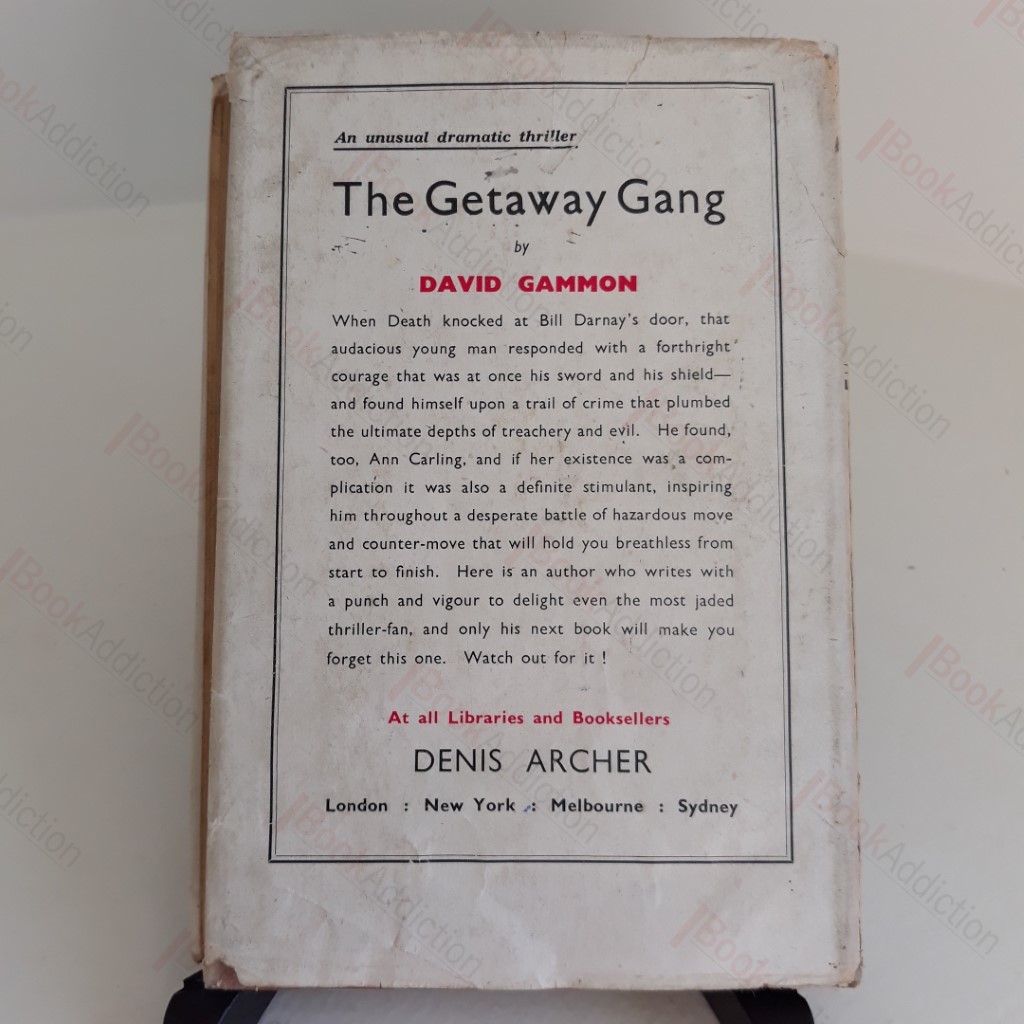 An unusual dramatic thriller
The Getaway Gang
by
DAVID GAMMON
When Death knocked at Bill Darnay's door, that
audacious young man responded with a forthright
courage that was at once his sword and his shield—
and found himself upon a trail of crime that plumbed
the ultimate depths of treachery and evil. He found,
too, Ann Carling, and if her existence was a com-
plication it was also a definite stimulant, inspiring
him throughout a desperate battle of hazardous move
and counter-move that will hold you breathless from
start to finish. Here is an author who writes with
a punch and vigour to delight even the most jaded
thriller-fan, and only his next book will make you
forget this one. Watch out for it !
At all Libraries and Booksellers
DENIS ARCHER
London : New York : Melbourne : Sydney
BookAddiction